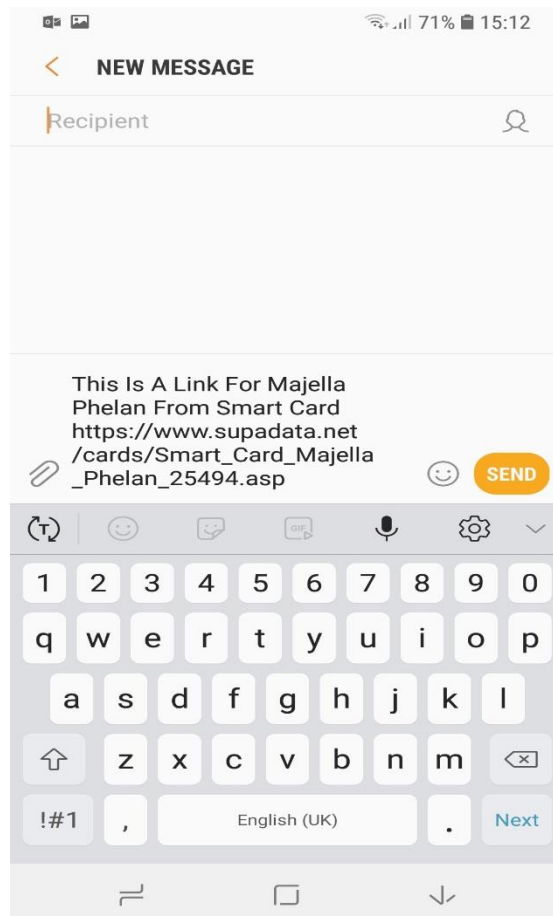 71% 15:12
NEW MESSAGE
Recipient
This Is A Link For Majella
Phelan From Smart Card
https://www.supadata.net
/cards/Smart_Card_Majella
_Phelan_25494.asp
SEND
T
GIF
1 2 3 4 5 6 7 8 9 0
q w e r t y u i o p
a s d f g h j k l
z x c v b n m
!#1 , English (UK) . Next